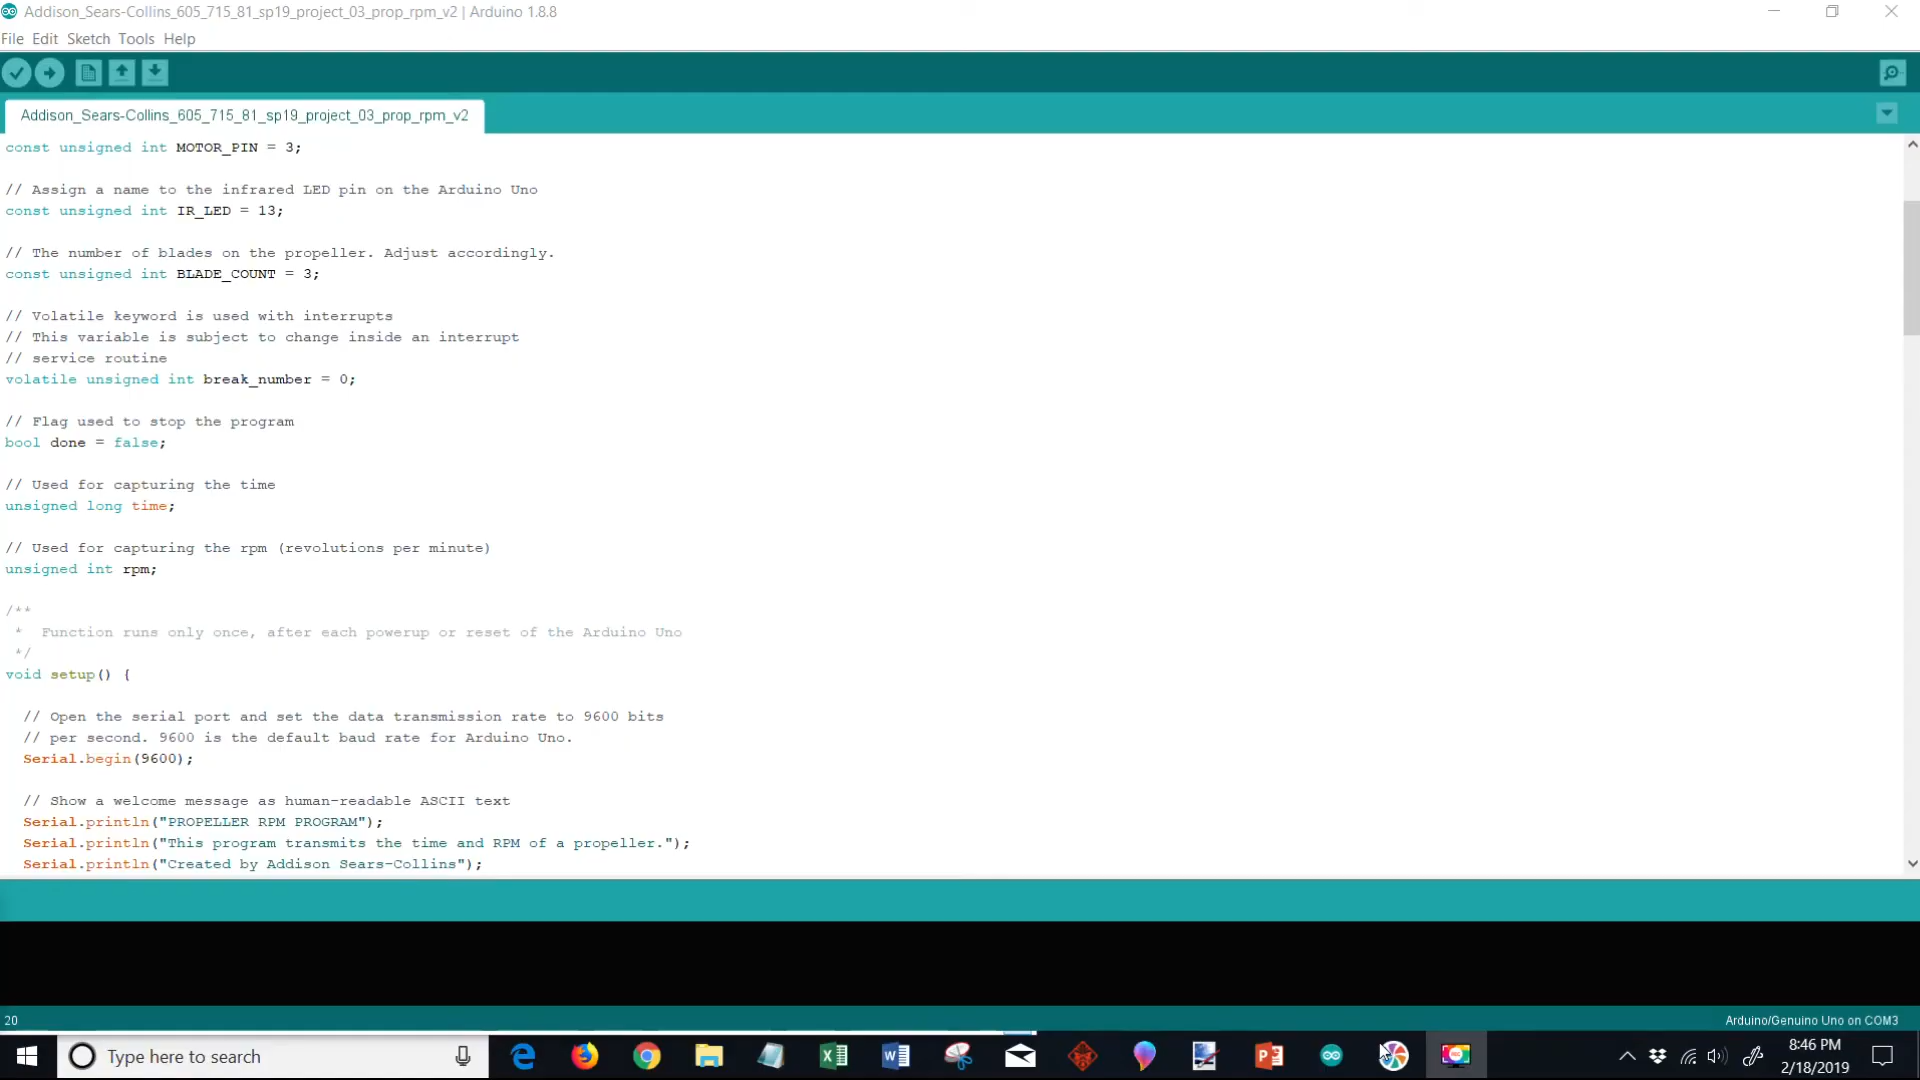 Addison_Sears-Collins_605_715_81_sp19_project_03_prop_rpm_v2 | Arduino 1.8.8
File Edit Sketch Tools Help
Addison_Sears-Collins_605_715_81_sp19_project_03_prop_rpm_v2
const unsigned int MOTOR_PIN = 3;
// Assign a name to the infrared LED pin on the Arduino Uno
const unsigned int IR_LED = 13;
// The number of blades on the propeller. Adjust accordingly.
const unsigned int BLADE_COUNT = 3;
// Volatile keyword is used with interrupts
// This variable is subject to change inside an interrupt
// service routine
volatile unsigned int break_number = 0;
// Flag used to stop the program
bool done = false;
// Used for capturing the time
unsigned long time;
// Used for capturing the rpm (revolutions per minute)
unsigned int rpm;
/**
*  Function runs only once, after each powerup or reset of the Arduino Uno
*/
void setup() {
// Open the serial port and set the data transmission rate to 9600 bits
// per second. 9600 is the default baud rate for Arduino Uno.
Serial.begin(9600);
// Show a welcome message as human-readable ASCII text
Serial.println("PROPELLER RPM PROGRAM");
Serial.println("This program transmits the time and RPM of a propeller.");
Serial.println("Created by Addison Sears-Collins");
20
Arduino/Genuino Uno on COM3
Type here to search
8:46 PM
2/18/2019